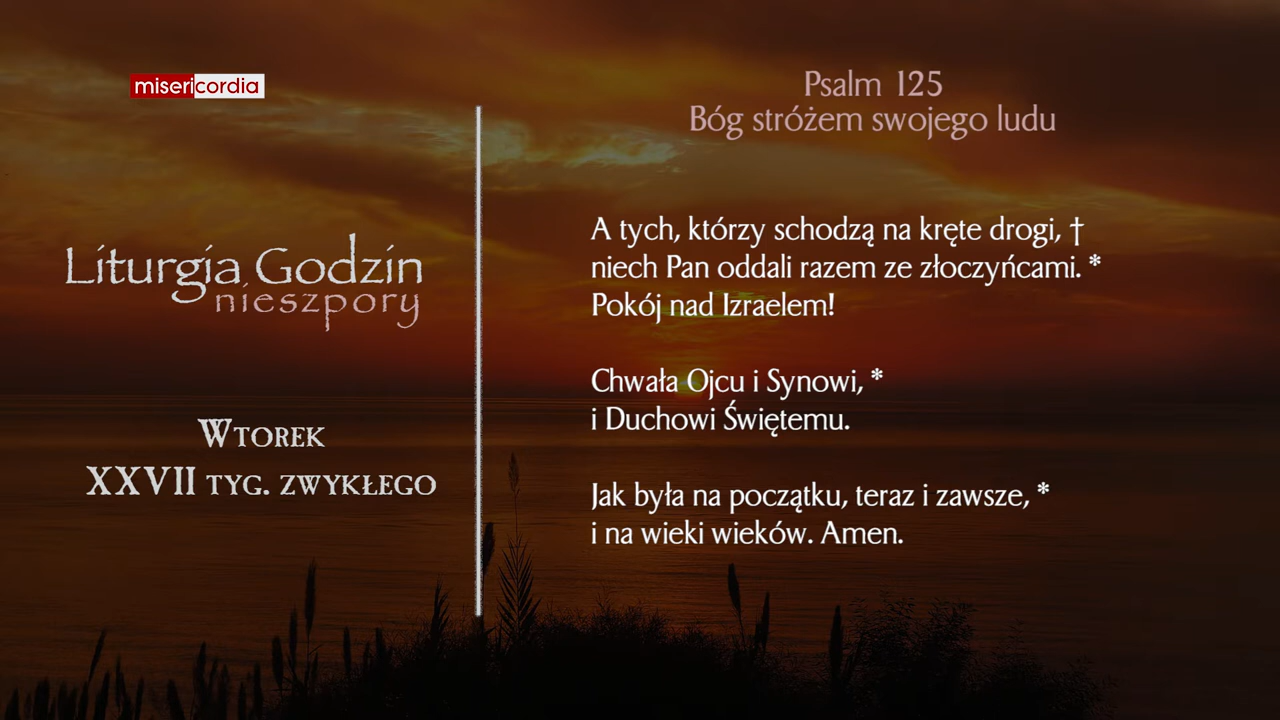 misericordia
Liturgia Godzin
nieszpory
Wtorek
XXVII tyg. zwykłego
Psalm 125
Bóg stróżem swojego ludu
A tych, którzy schodzą na kręte drogi, †
niech Pan oddali razem ze złoczyńcami. *
Pokój nad Izraelem!
Chwała Ojcu i Synowi, *
i Duchowi Świętemu.
Jak była na początku, teraz i zawsze, *
i na wieki wieków. Amen.